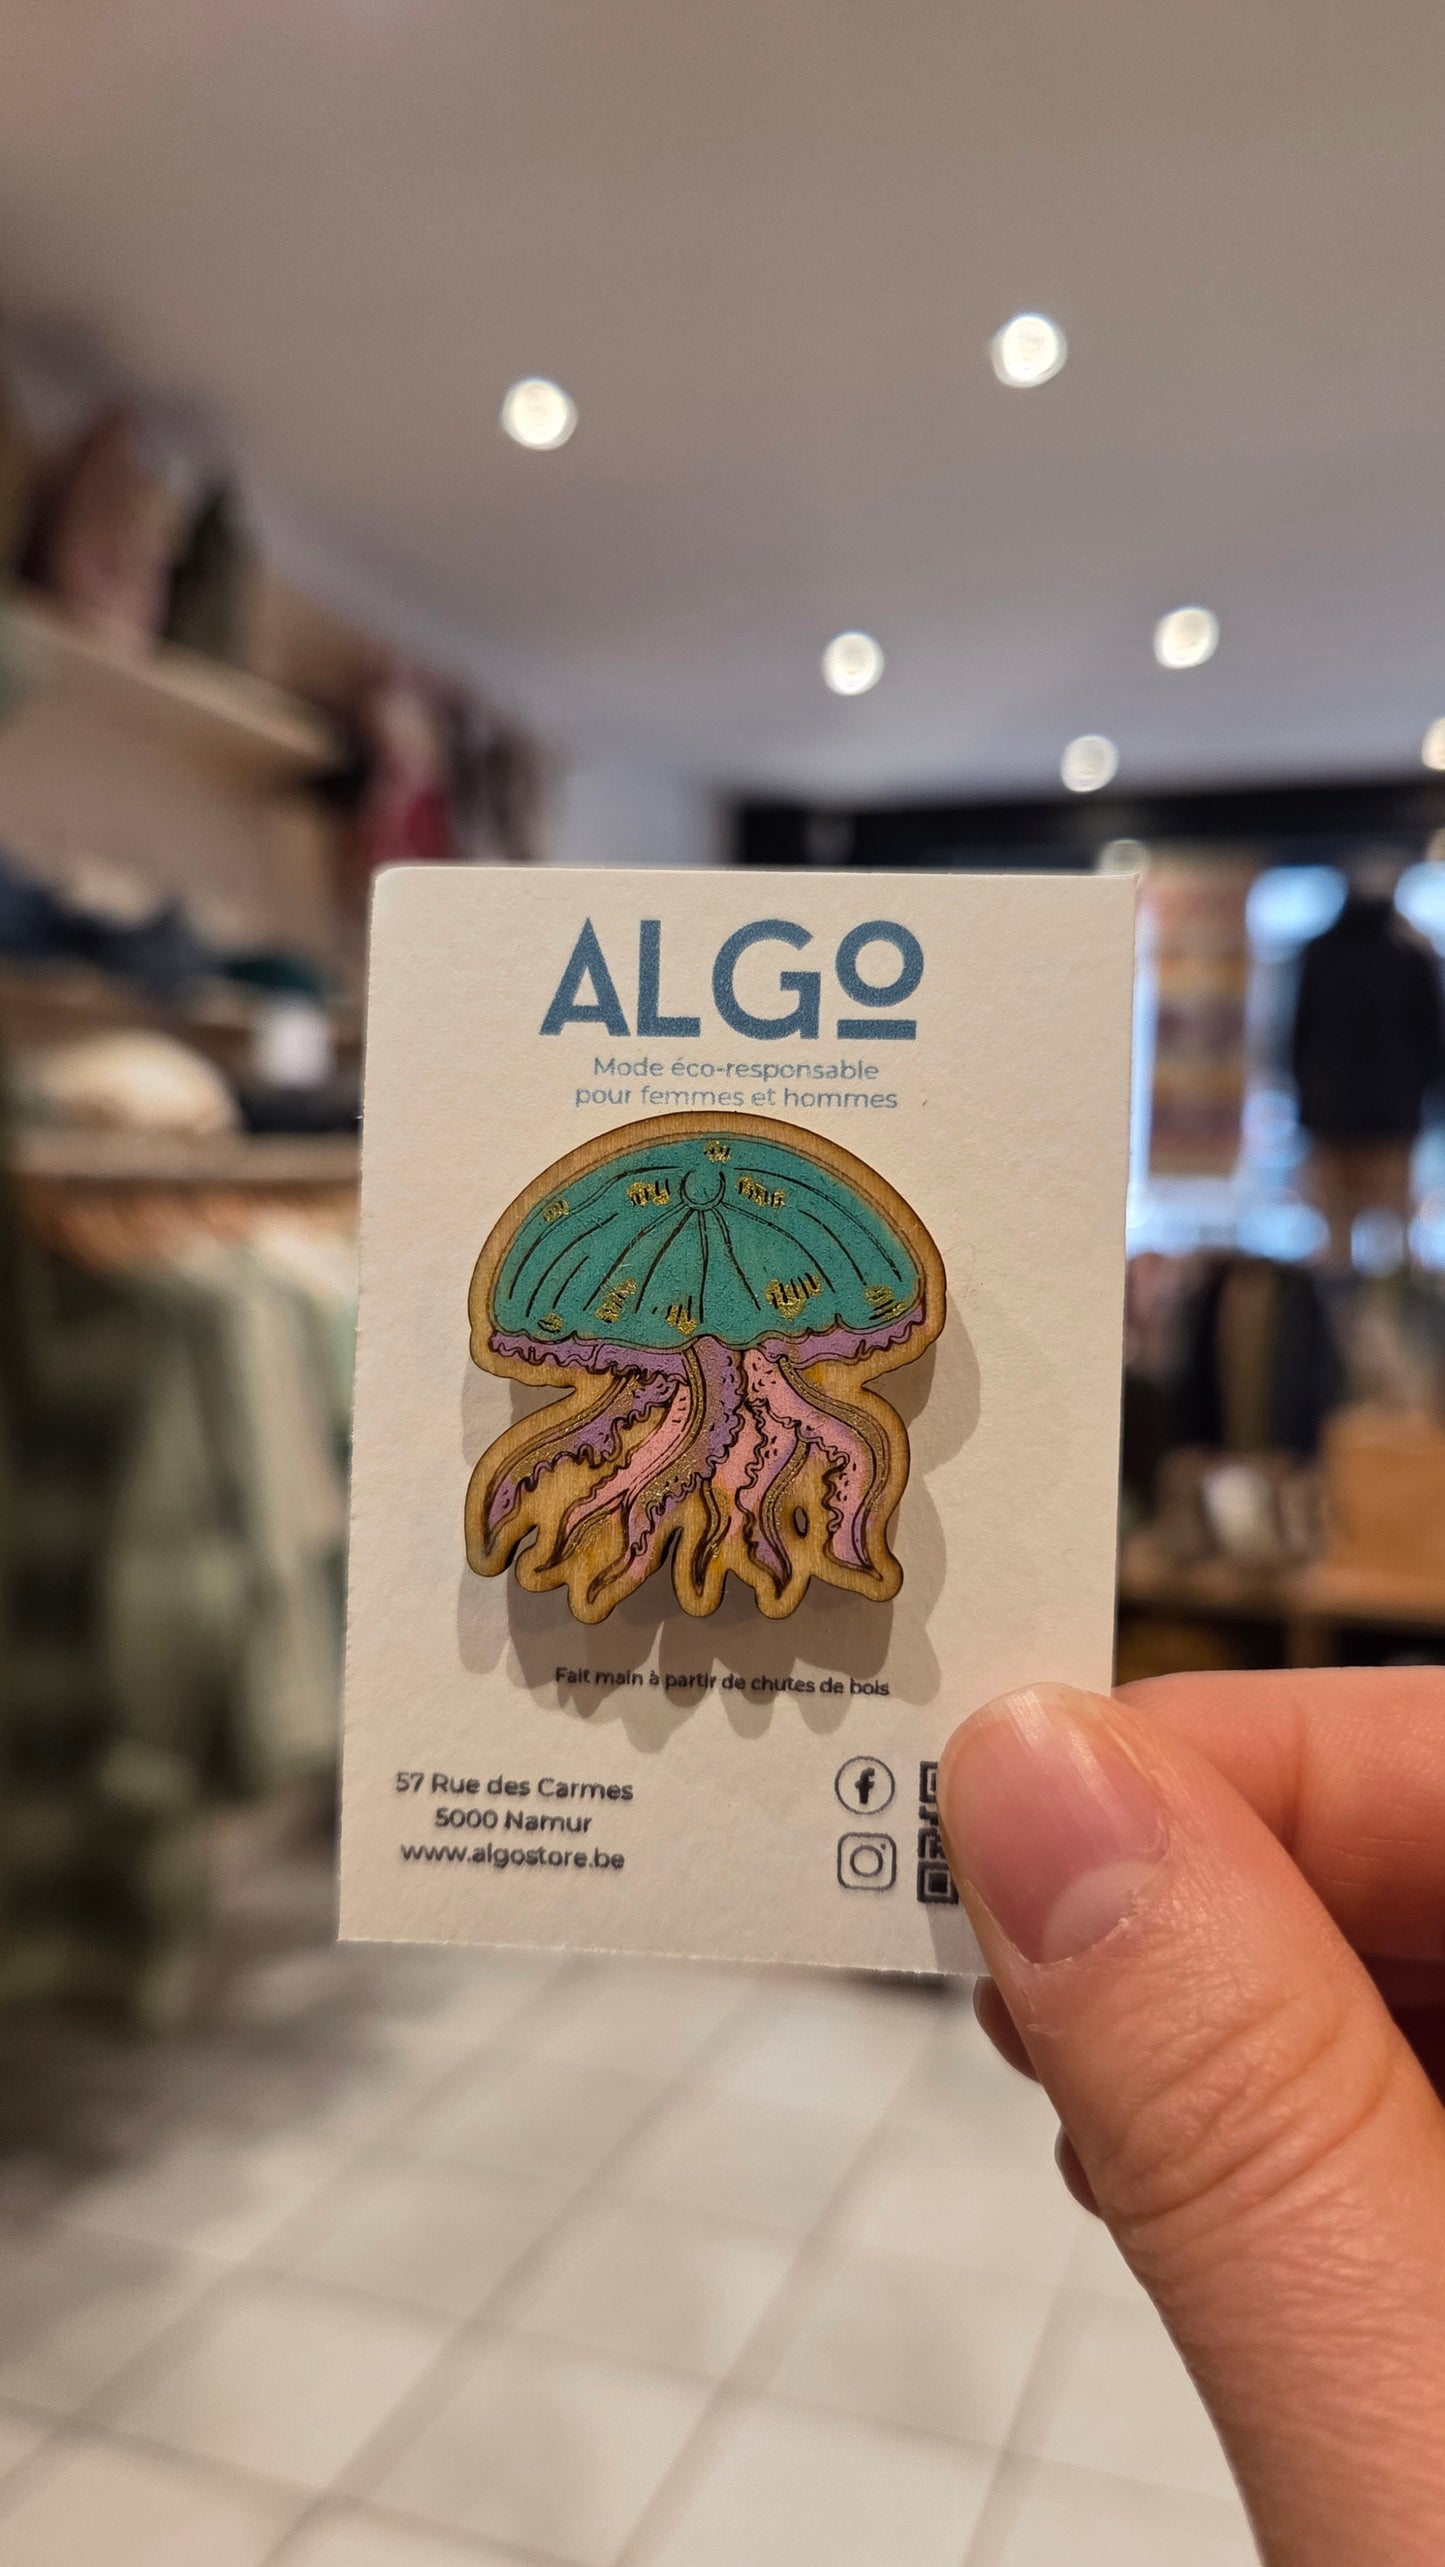 ALGO
Mode éco-responsable
pour femmes et hommes
Fait main à partir de chutes de bois
57 Rue des Carmes
5000 Namur
www.algostore.be